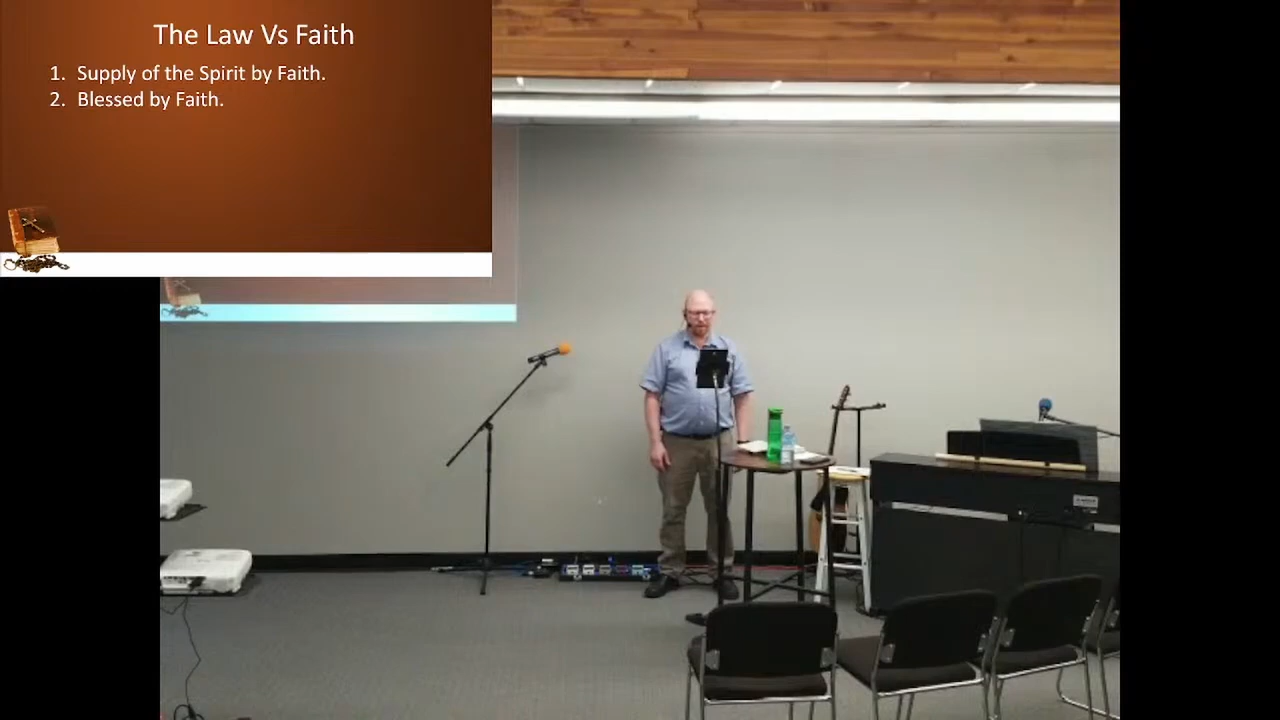 The Law Vs Faith
1. Supply of the Spirit by Faith.
2. Blessed by Faith.